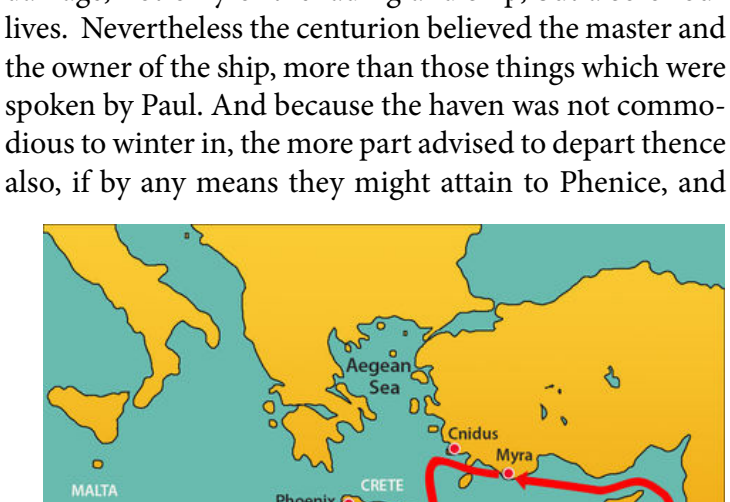 lives. Nevertheless the centurion believed the master and
the owner of the ship, more than those things which were
spoken by Paul. And because the haven was not commo-
dious to winter in, the more part advised to depart thence
also, if by any means they might attain to Phenice, and
Aegean
Sea
Cnidus
Myra
MALTA
CRETE
Phoenix